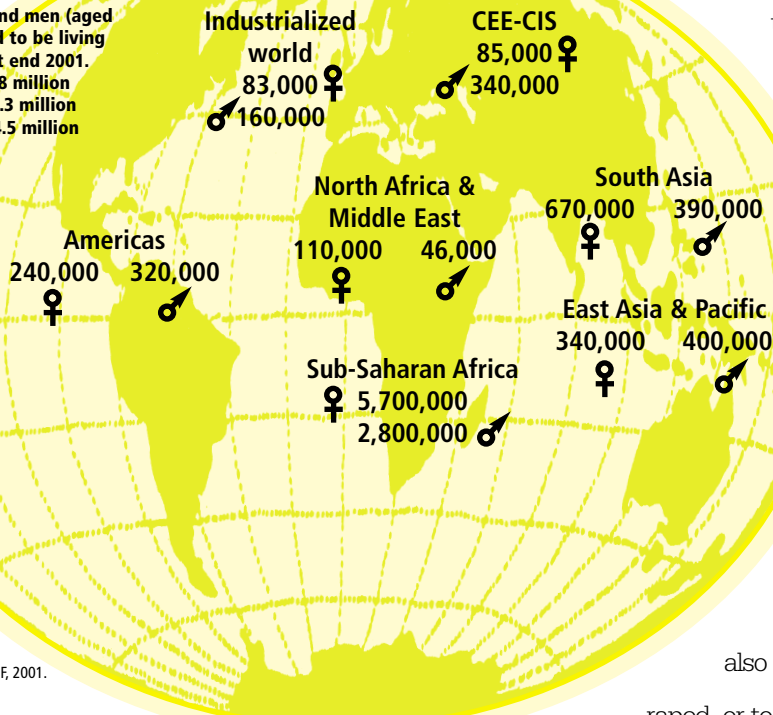 nd men (aged
d to be living
t end 2001.
8 million
.3 million
.5 million
Industrialized
world
83,000
160,000
CEE-CIS
85,000
340,000
North Africa &
Middle East
110,000 46,000
South Asia
670,000 390,000
Americas
240,000 320,000
East Asia & Pacific
340,000 400,000
Sub-Saharan Africa
5,700,000
2,800,000
F, 2001.
also
raped, or to